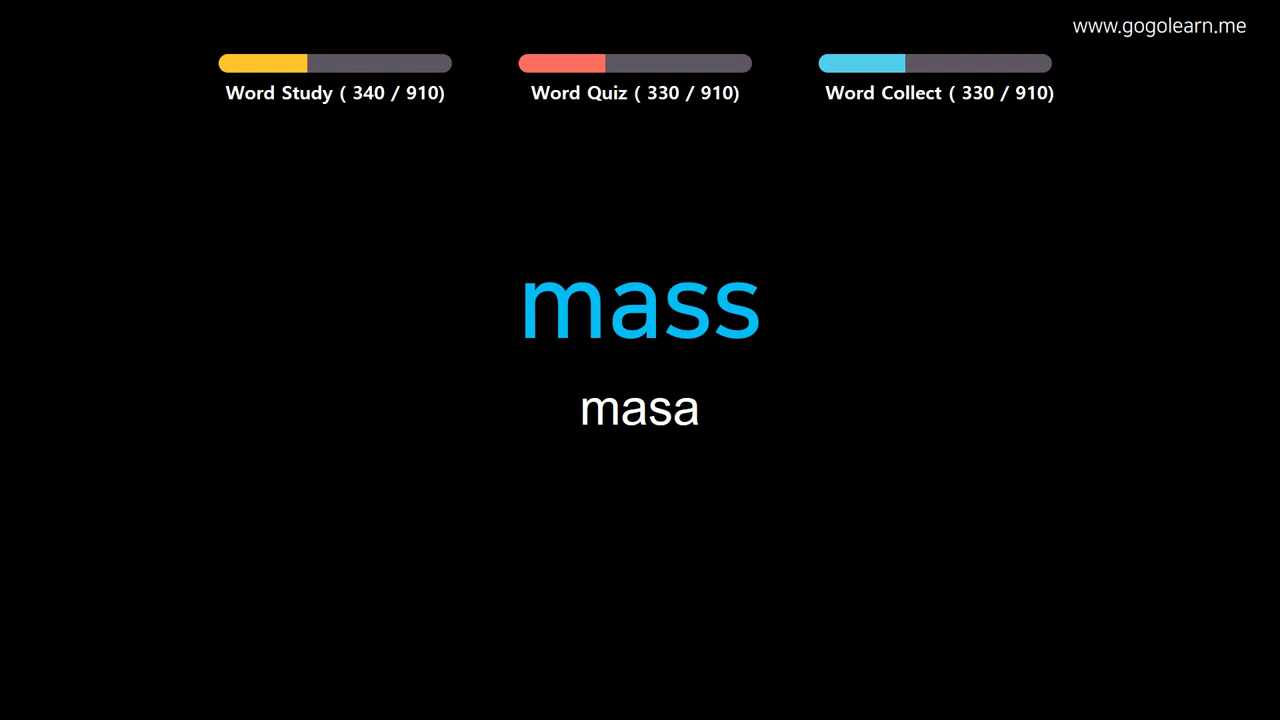 www.gogolearn.me
Word Study ( 340 / 910)
Word Quiz ( 330 / 910)
Word Collect ( 330 / 910)
mass
masa